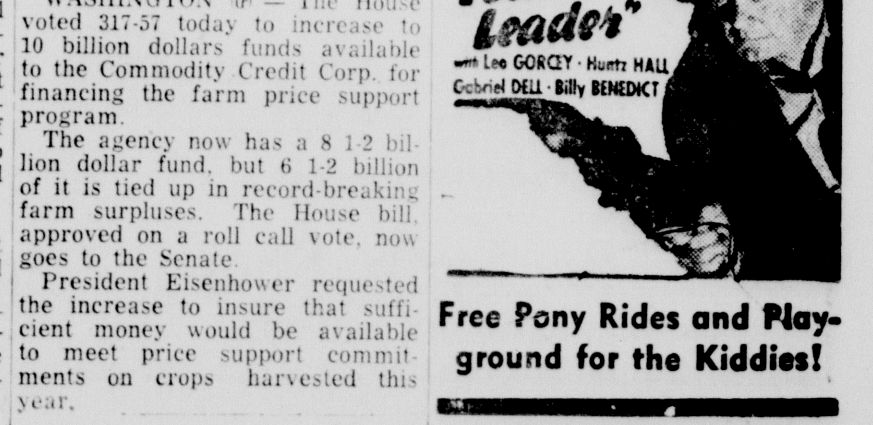 WASHINGTON (P) — The House
voted 317-57 today to increase to
10 billion dollars funds available
to the Commodity Credit Corp. for
financing the farm price support
program.
The agency now has a 8 1-2 bil-
lion dollar fund, but 6 1-2 billion
of it is tied up in record-breaking
farm surpluses. The House bill,
approved on a roll call vote, now
goes to the Senate.
President Eisenhower requested
the increase to insure that suffi-
cient money would be available
to meet price support commit-
ments on crops harvested this
year.
Leader"
with Leo GORCEY · Huntz HALL
Gabriel DELL · Billy BENEDICT
Free Pony Rides and Play-
ground for the Kiddies!